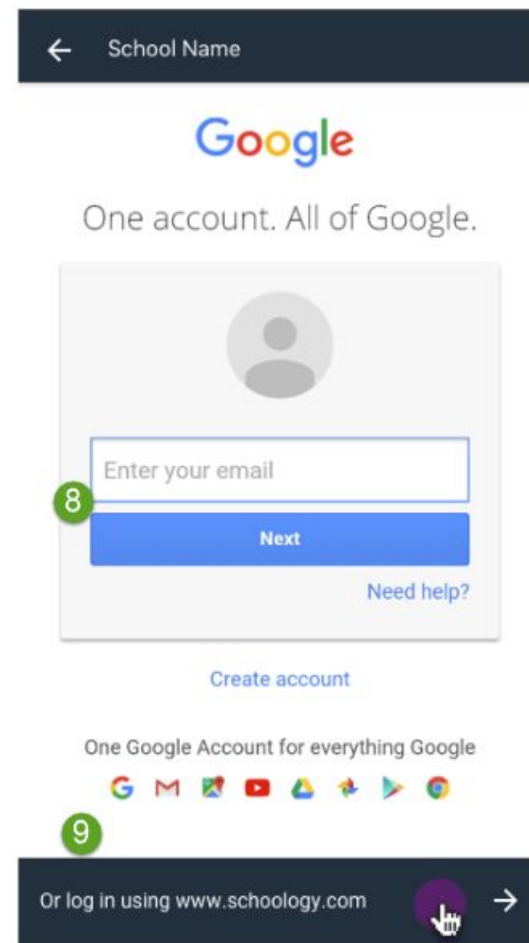 School Name
Google
One account. All of Google.
Enter your email
8
Next
Need help?
Create account
One Google Account for everything Google
9
Or log in using www.schoology.com